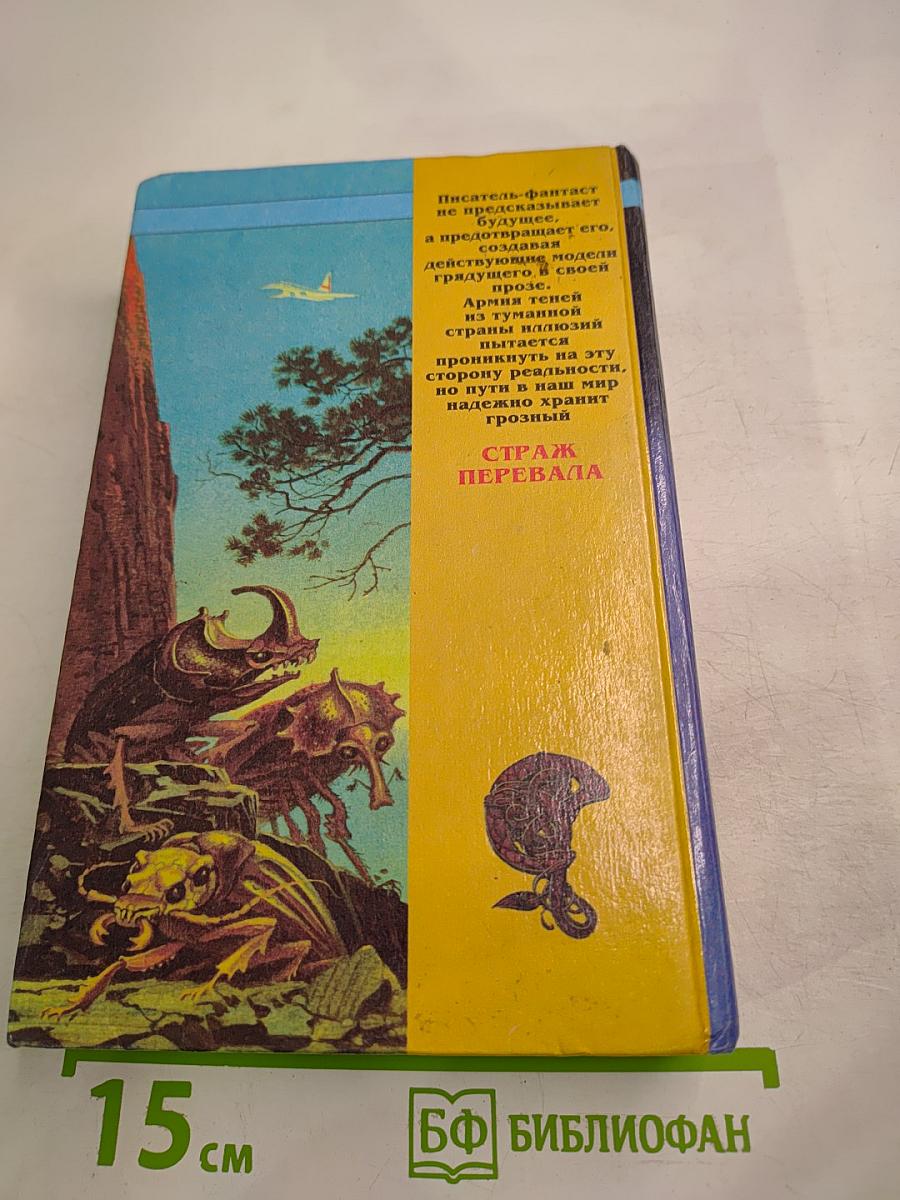 Писатель-фантаст
не предсказывает
будущее,
а предотвращает его,
создавая
действующие модели
грядущего в своей
прозе.
Армия теней
из туманной
страны иллюзий
пытается
проникнуть на эту
сторону реальности,
но пути в наш мир
надежно хранит
грозный
СТРАЖ
ПЕРЕВАЛА
15 см
БФ БИБЛИОФАН